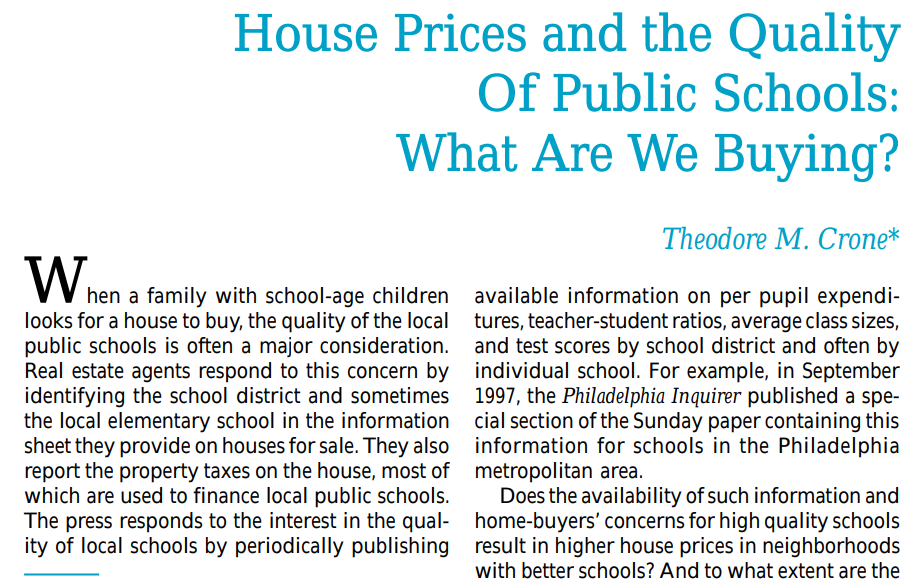 House Prices and the Quality
Of Public Schools:
What Are We Buying?
Theodore M. Crone*
When a family with school-age children
looks for a house to buy, the quality of the local
public schools is often a major consideration.
Real estate agents respond to this concern by
identifying the school district and sometimes
the local elementary school in the information
sheet they provide on houses for sale. They also
report the property taxes on the house, most of
which are used to finance local public schools.
The press responds to the interest in the qual-
ity of local schools by periodically publishing
available information on per pupil expendi-
tures, teacher-student ratios, average class sizes,
and test scores by school district and often by
individual school. For example, in September
1997, the Philadelphia Inquirer published a spe-
cial section of the Sunday paper containing this
information for schools in the Philadelphia
metropolitan area.
Does the availability of such information and
home-buyers' concerns for high quality schools
result in higher house prices in neighborhoods
with better schools? And to what extent are the